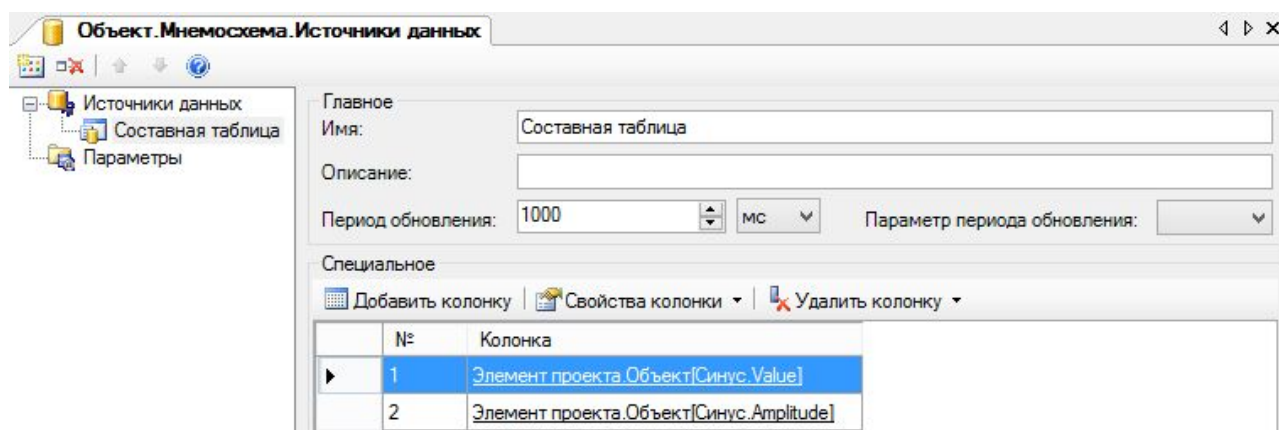 Объект.Мнемосхема.Источники данных
Источники данных
Составная таблица
Параметры
Главное
Имя: Составная таблица
Описание:
Период обновления: 1000 мс Параметр периода обновления:
Специальное
Добавить колонку Свойства колонки Удалить колонку
№ Колонка
1 Элемент проекта.Объект[Синус.Value]
2 Элемент проекта.Объект[Синус.Amplitude]